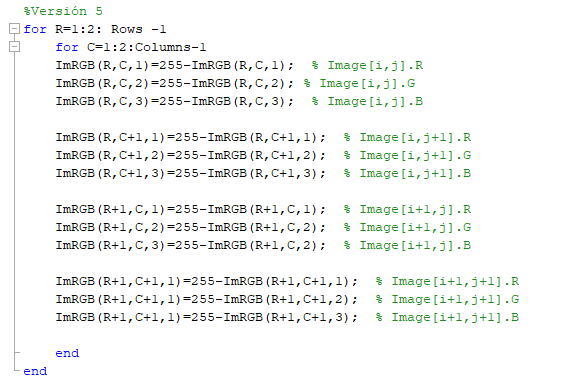 %Versión 5
for R=1:2: Rows -1
for C=1:2:Columns-1
ImRGB(R,C,1)=255-ImRGB(R,C,1);  % Image[i,j].R
ImRGB(R,C,2)=255-ImRGB(R,C,2); % Image[i,j].G
ImRGB(R,C,3)=255-ImRGB(R,C,3);  % Image[i,j].B
ImRGB(R,C+1,1)=255-ImRGB(R,C+1,1);  % Image[i,j+1].R
ImRGB(R,C+1,2)=255-ImRGB(R,C+1,2);  % Image[i,j+1].G
ImRGB(R,C+1,3)=255-ImRGB(R,C+1,3);  % Image[i,j+1].B
ImRGB(R+1,C,1)=255-ImRGB(R+1,C,1);  % Image[i+1,j].R
ImRGB(R+1,C,2)=255-ImRGB(R+1,C,2);  % Image[i+1,j].G
ImRGB(R+1,C,3)=255-ImRGB(R+1,C,2);  % Image[i+1,j].B
ImRGB(R+1,C+1,1)=255-ImRGB(R+1,C+1,1);  % Image[i+1,j+1].R
ImRGB(R+1,C+1,1)=255-ImRGB(R+1,C+1,2);  % Image[i+1,j+1].G
ImRGB(R+1,C+1,1)=255-ImRGB(R+1,C+1,3);  % Image[i+1,j+1].B
end
end